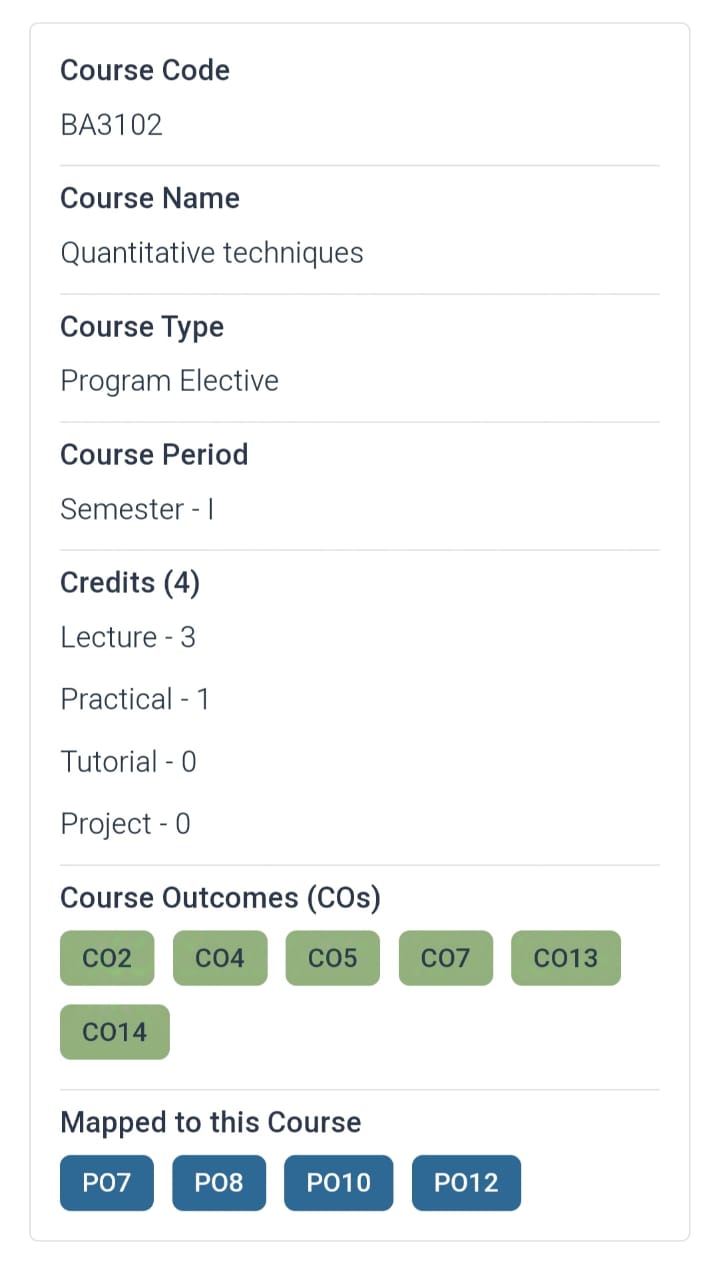 Course Code
BA3102
Course Name
Quantitative techniques
Course Type
Program Elective
Course Period
Semester - I
Credits (4)
Lecture - 3
Practical - 1
Tutorial - 0
Project - 0
Course Outcomes (COs)
CO2 CO4 CO5 CO7 CO13
CO14
Mapped to this Course
PO7 PO8 PO10 PO12